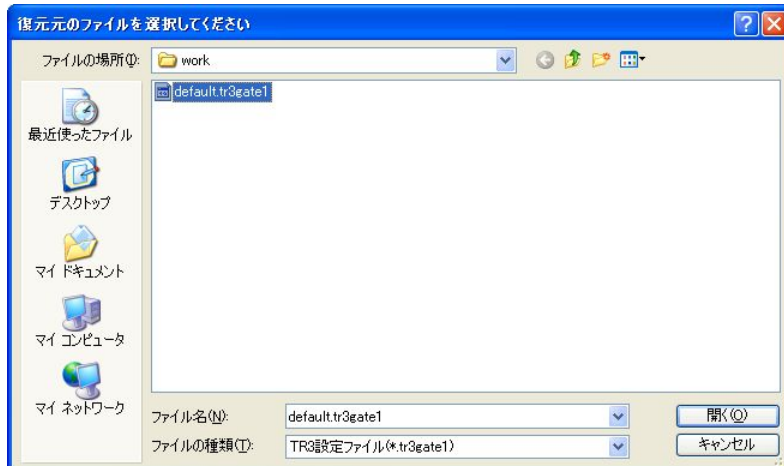 復元元のファイルを選択してください
ファイルの場所(I):
work
default.tr3gate1
最近使ったファイル
デスクトップ
マイ ドキュメント
マイ コンピュータ
マイ ネットワーク
ファイル名(N):
default.tr3gate1
開く(O)
ファイルの種類(T):
TR3設定ファイル(*.tr3gate1)
キャンセル